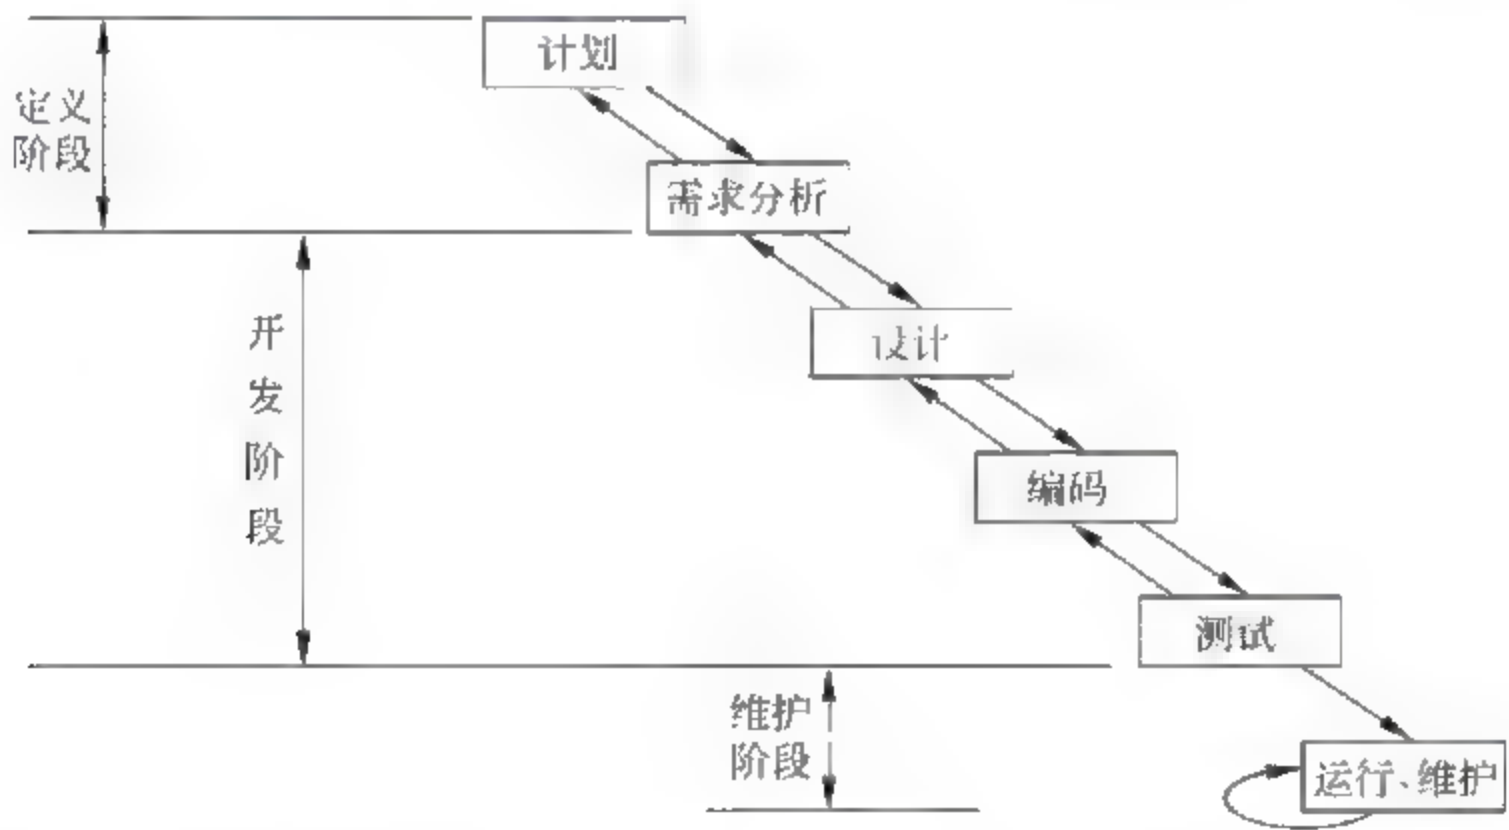 计划
定义
阶段
需求分析
开
发
阶
段
设计
编码
测试
维护
阶段
运行、维护